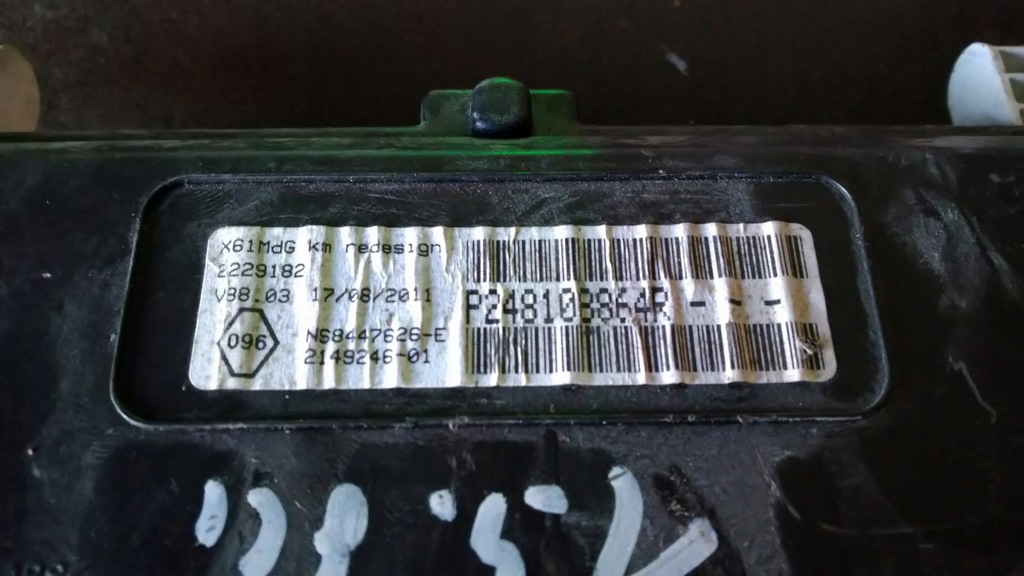 X61MdG km redesign
2229182
V38.03 17/08/2011
P248108864R - - -
096
NS8447626-E
2149246-01